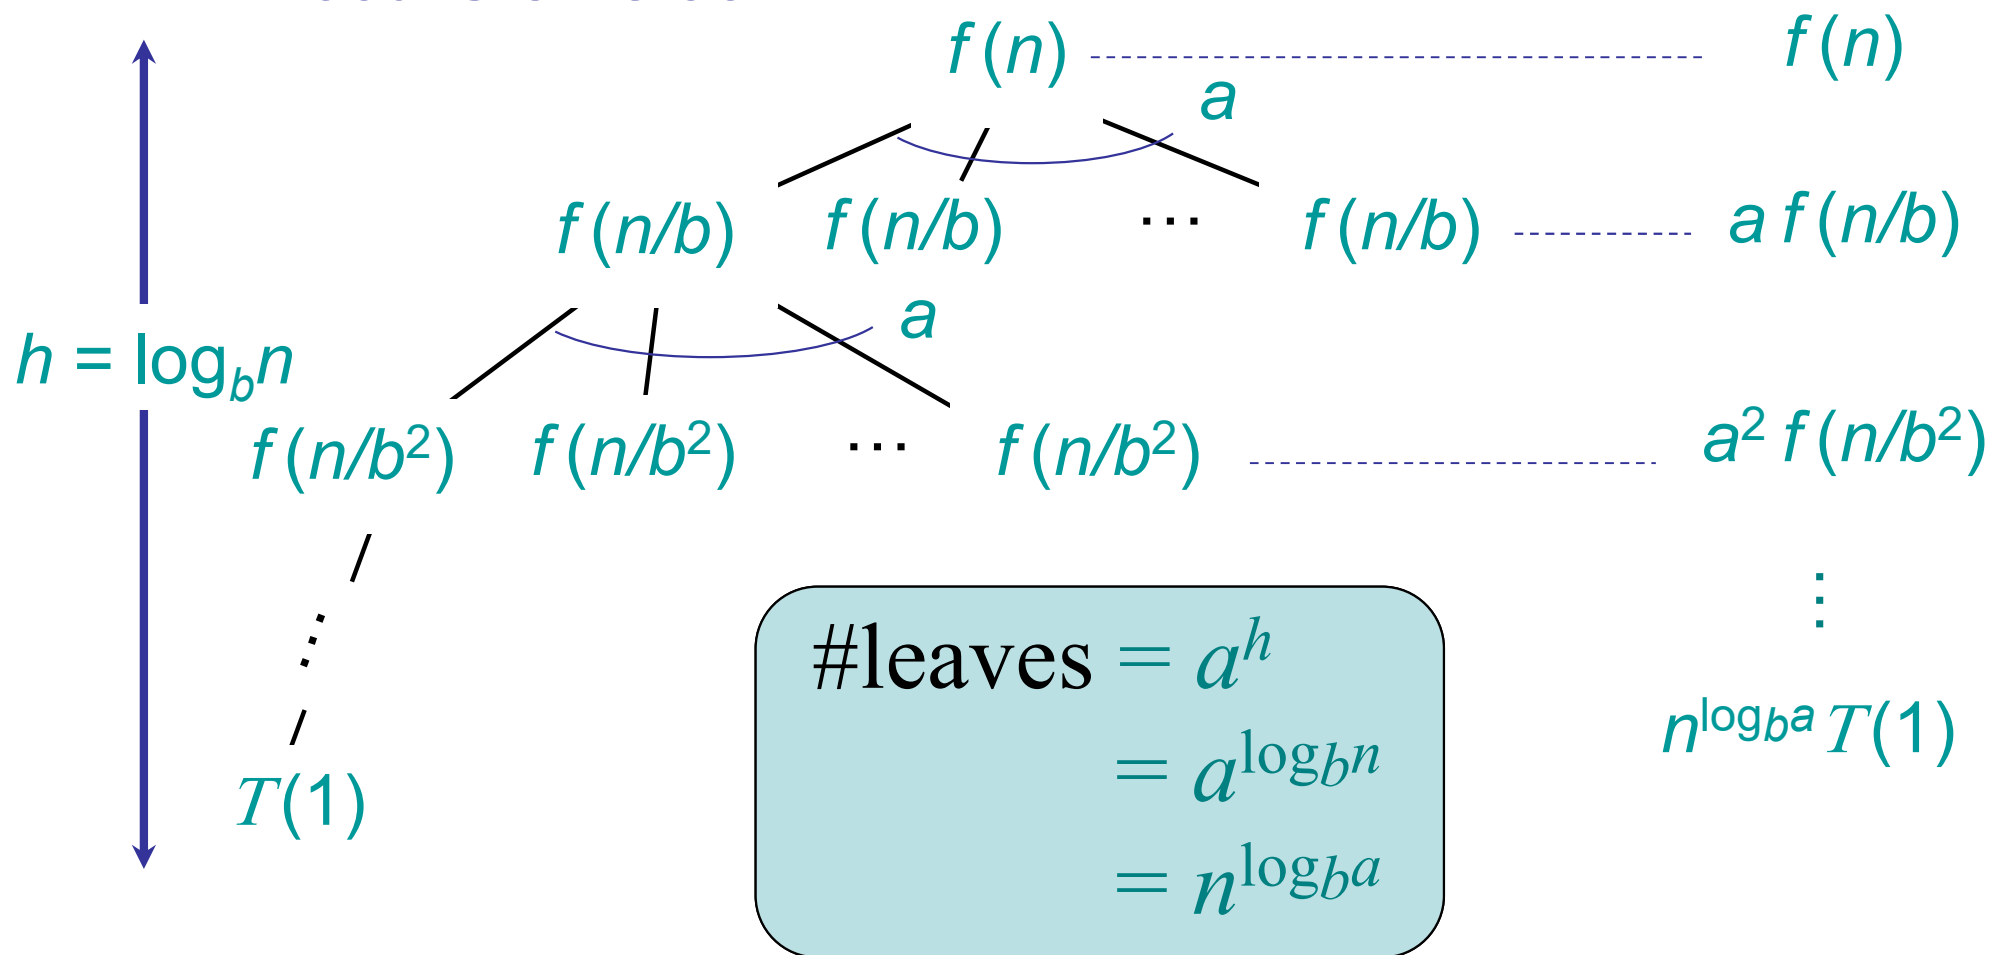 f (n) f (n)
a
f (n/b) f (n/b) ⋯ f (n/b) a f (n/b)
a
h = log_b n
f (n/b²) f (n/b²) ⋯ f (n/b²) a² f (n/b²)
⋮ ⋮
#leaves = a^h
n^{log_b a} T(1)
= a^{log_b n}
T(1)
= n^{log_b a}